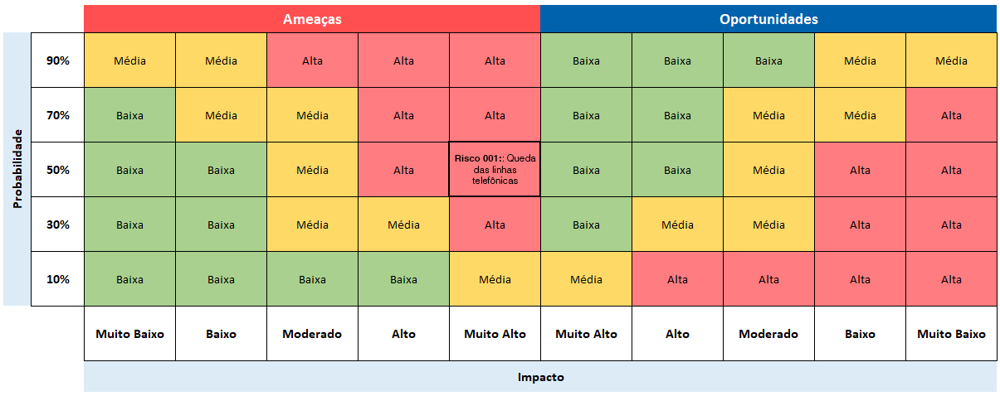 Ameaças Oportunidades
Probabilidade
90% Média Média Alta Alta Alta Baixa Baixa Baixa Média Média
70% Baixa Média Média Alta Alta Baixa Baixa Média Média Alta
50% Baixa Baixa Média Alta Risco 001:: Queda das linhas telefônicas Baixa Baixa Média Alta Alta
30% Baixa Baixa Média Média Alta Baixa Média Média Alta Alta
10% Baixa Baixa Baixa Baixa Média Média Alta Alta Alta Alta
Muito Baixo Baixo Moderado Alto Muito Alto Muito Alto Alto Moderado Baixo Muito Baixo
Impacto